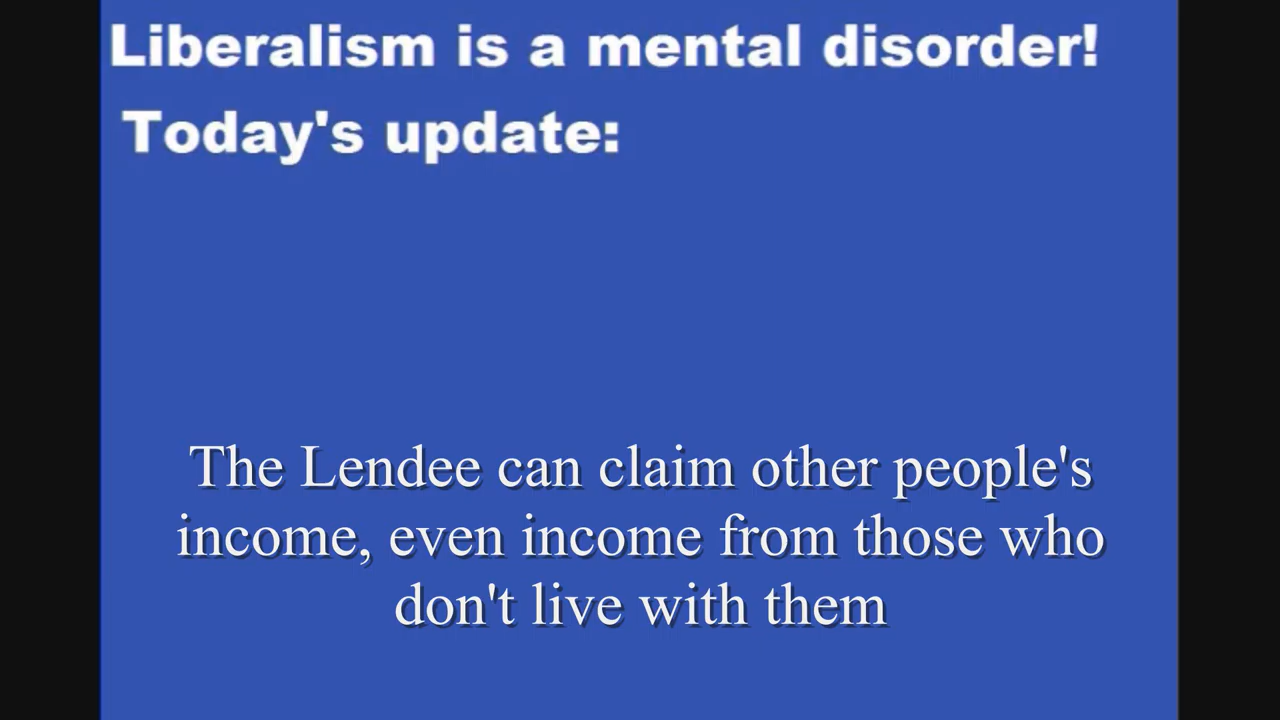 Liberalism is a mental disorder!
Today's update:
The Lendee can claim other people's
income, even income from those who
don't live with them